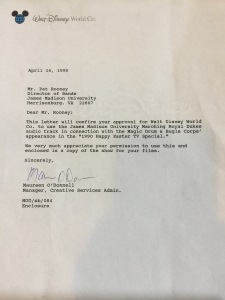 Walt Disney World Co.
April 16, 1990
Mr. Pat Rooney
Director of Bands
James Madison University
Harrisonburg, VA 22807
Dear Mr. Rooney:
This letter will confirm your approval for Walt Disney World
Co. to use the James Madison University Marching Royal Dukes
audio track in connection with the Magic Drum & Bugle Corps'
appearance in the "1990 Happy Easter TV Special."
We very much appreciate your permission to use this and
enclosed is a copy of the show for your files.
Sincerely,
Maureen O'Donnell
Manager, Creative Services Admin.
MOD/sb/084
Enclosure